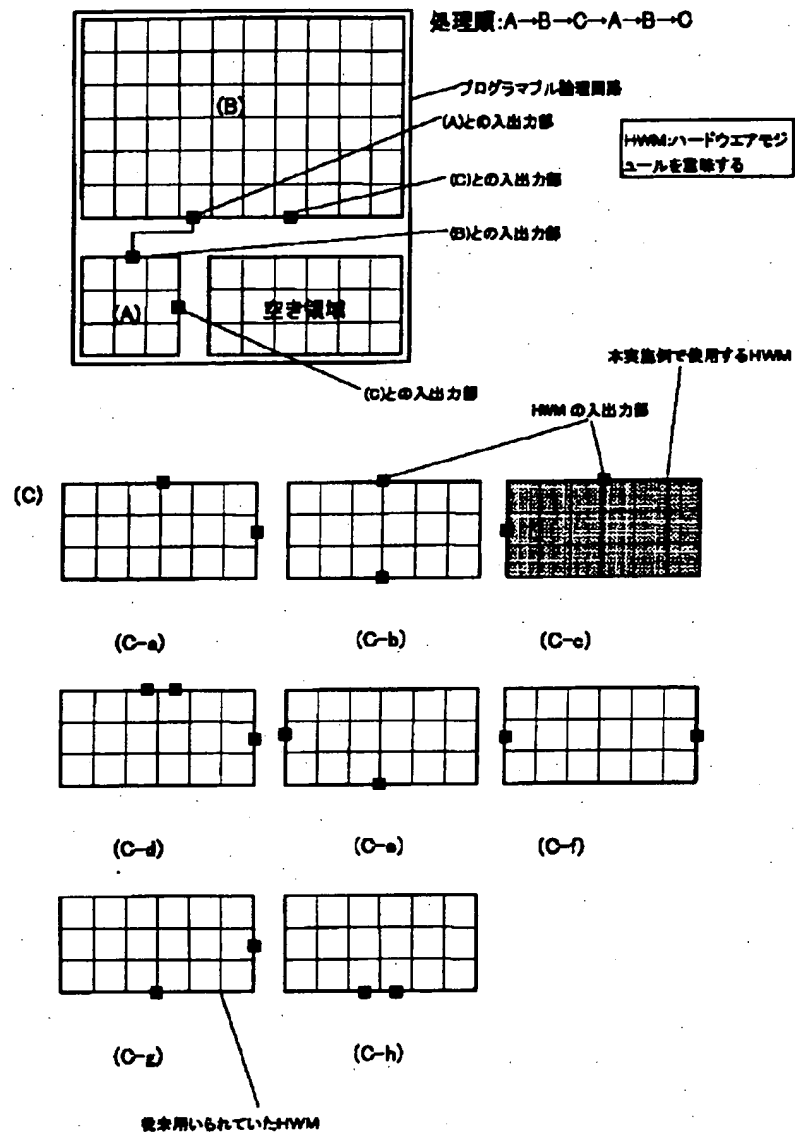 処理順:A→B→C→A→B→C
プログラマブル論理回路
(B)
(A)との入出力部
HWM:ハードウエアモジ
ュールを意味する
(C)との入出力部
(B)との入出力部
(A)
空き領域
(C)との入出力部
本実施例で使用するHWM
HWM の入出力部
(C)
(C-a)
(C-b)
(C-c)
(C-d)
(C-e)
(C-f)
(C-g)
(C-h)
従来用いられていたHWM